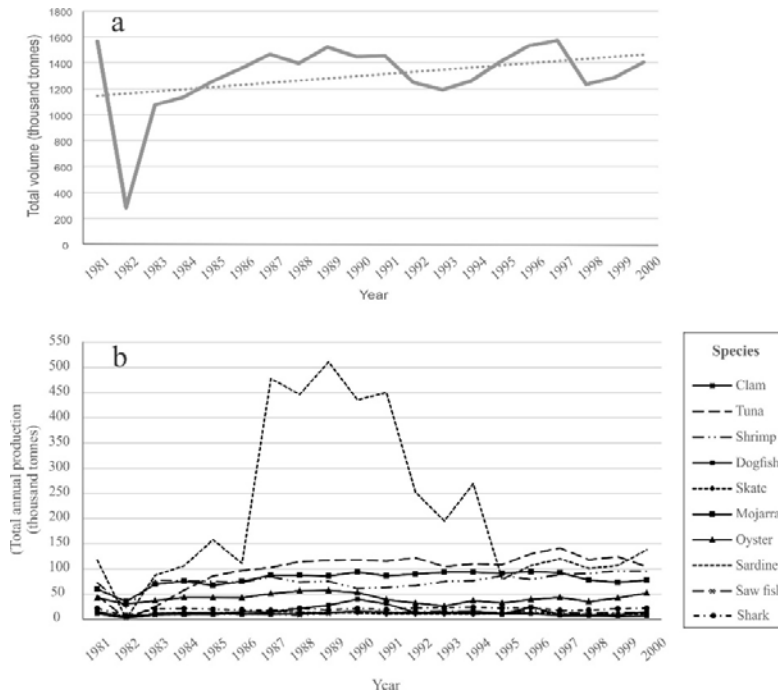 a
Total volume (thousand tonnes)
1800
1600
1400
1200
1000
800
600
400
200
0
1981 1982 1983 1984 1985 1986 1987 1988 1989 1990 1991 1992 1993 1994 1995 1996 1997 1998 1999 2000
Year
b
(Total annual production
(thousand tonnes)
550
500
450
400
350
300
250
200
150
100
50
0
1981 1982 1983 1984 1985 1986 1987 1988 1989 1990 1991 1992 1993 1994 1995 1996 1997 1998 1999 2000
Year
Species
Clam
Tuna
Shrimp
Dogfish
Skate
Mojarra
Oyster
Sardine
Saw fish
Shark